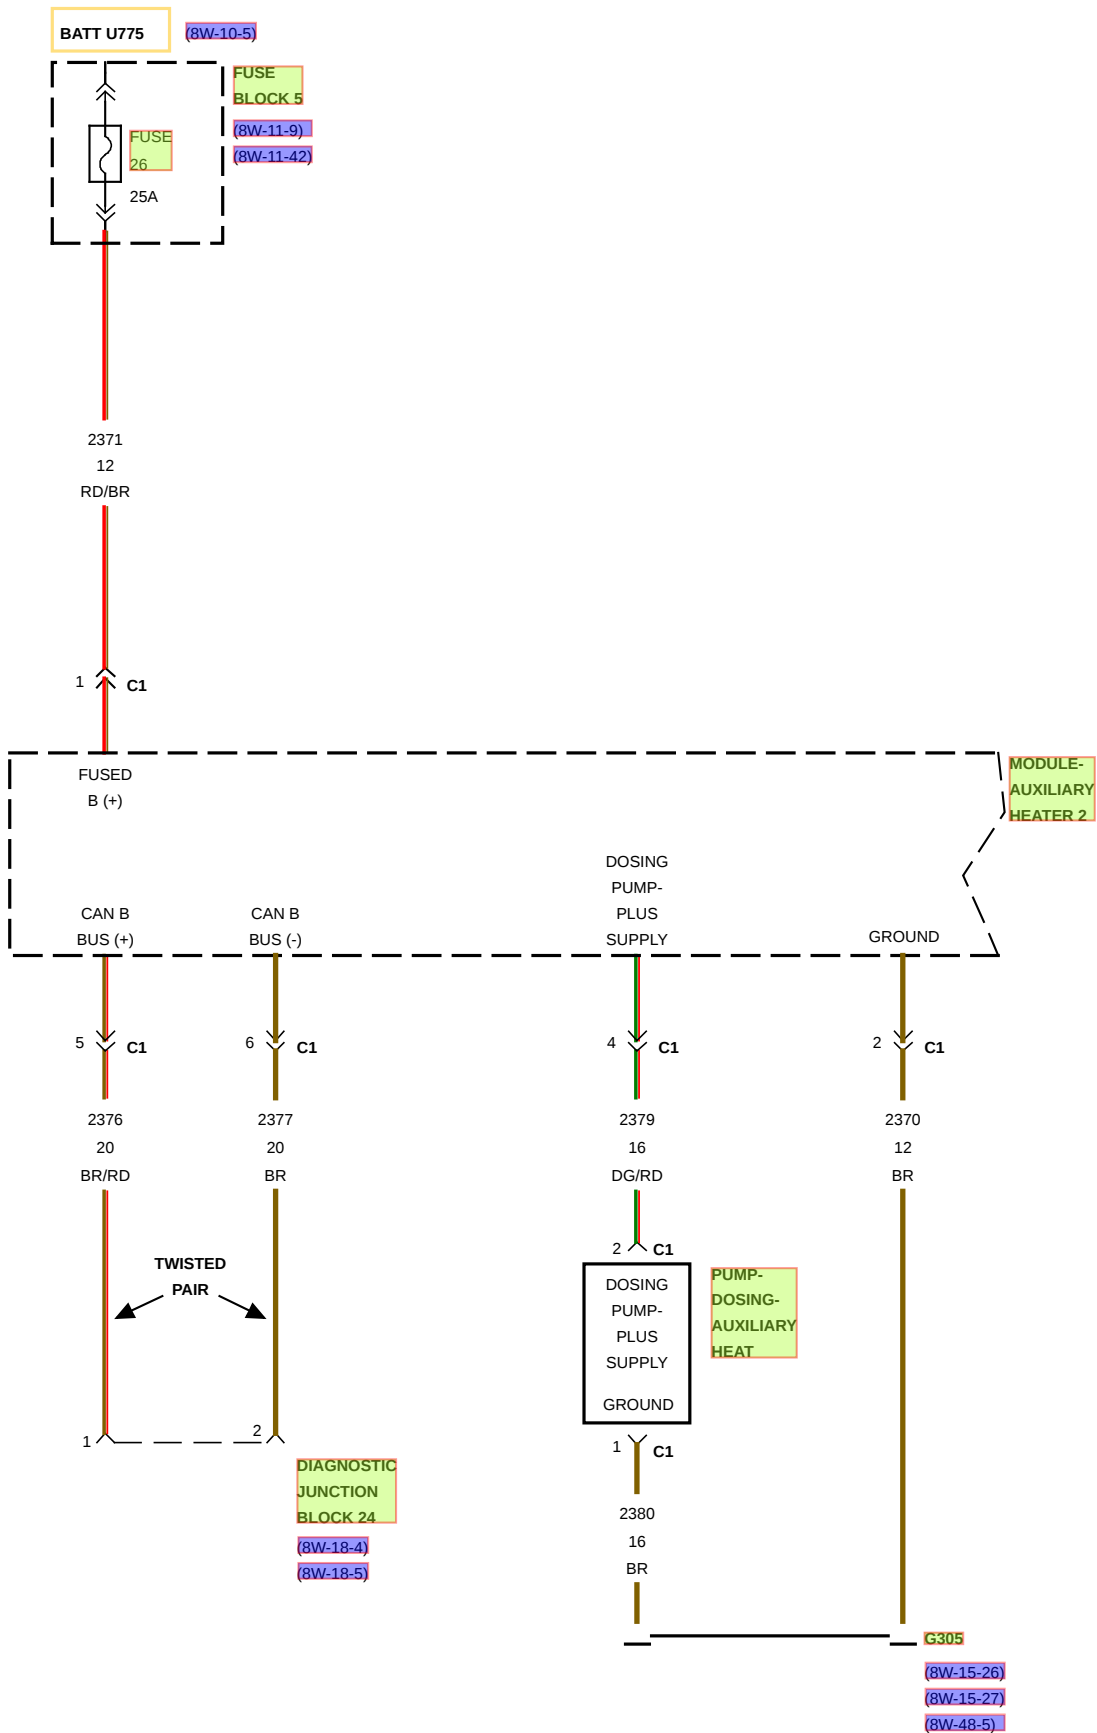 BATT U775
(8W-10-5)
FUSE
BLOCK 5
(8W-11-9)
(8W-11-42)
FUSE
26
25A
2371
12
RD/BR
1
C1
FUSED
B (+)
MODULE-
AUXILIARY
HEATER 2
CAN B
BUS (+)
CAN B
BUS (-)
DOSING
PUMP-
PLUS
SUPPLY
GROUND
5
C1
6
C1
4
C1
2
C1
2376
20
BR/RD
2377
20
BR
2379
16
DG/RD
2370
12
BR
TWISTED
PAIR
2
C1
DOSING
PUMP-
PLUS
SUPPLY
GROUND
PUMP-
DOSING-
AUXILIARY
HEAT
1
2
DIAGNOSTIC
JUNCTION
BLOCK 24
(8W-18-4)
(8W-18-5)
1
C1
2380
16
BR
G305
(8W-15-26)
(8W-15-27)
(8W-48-5)